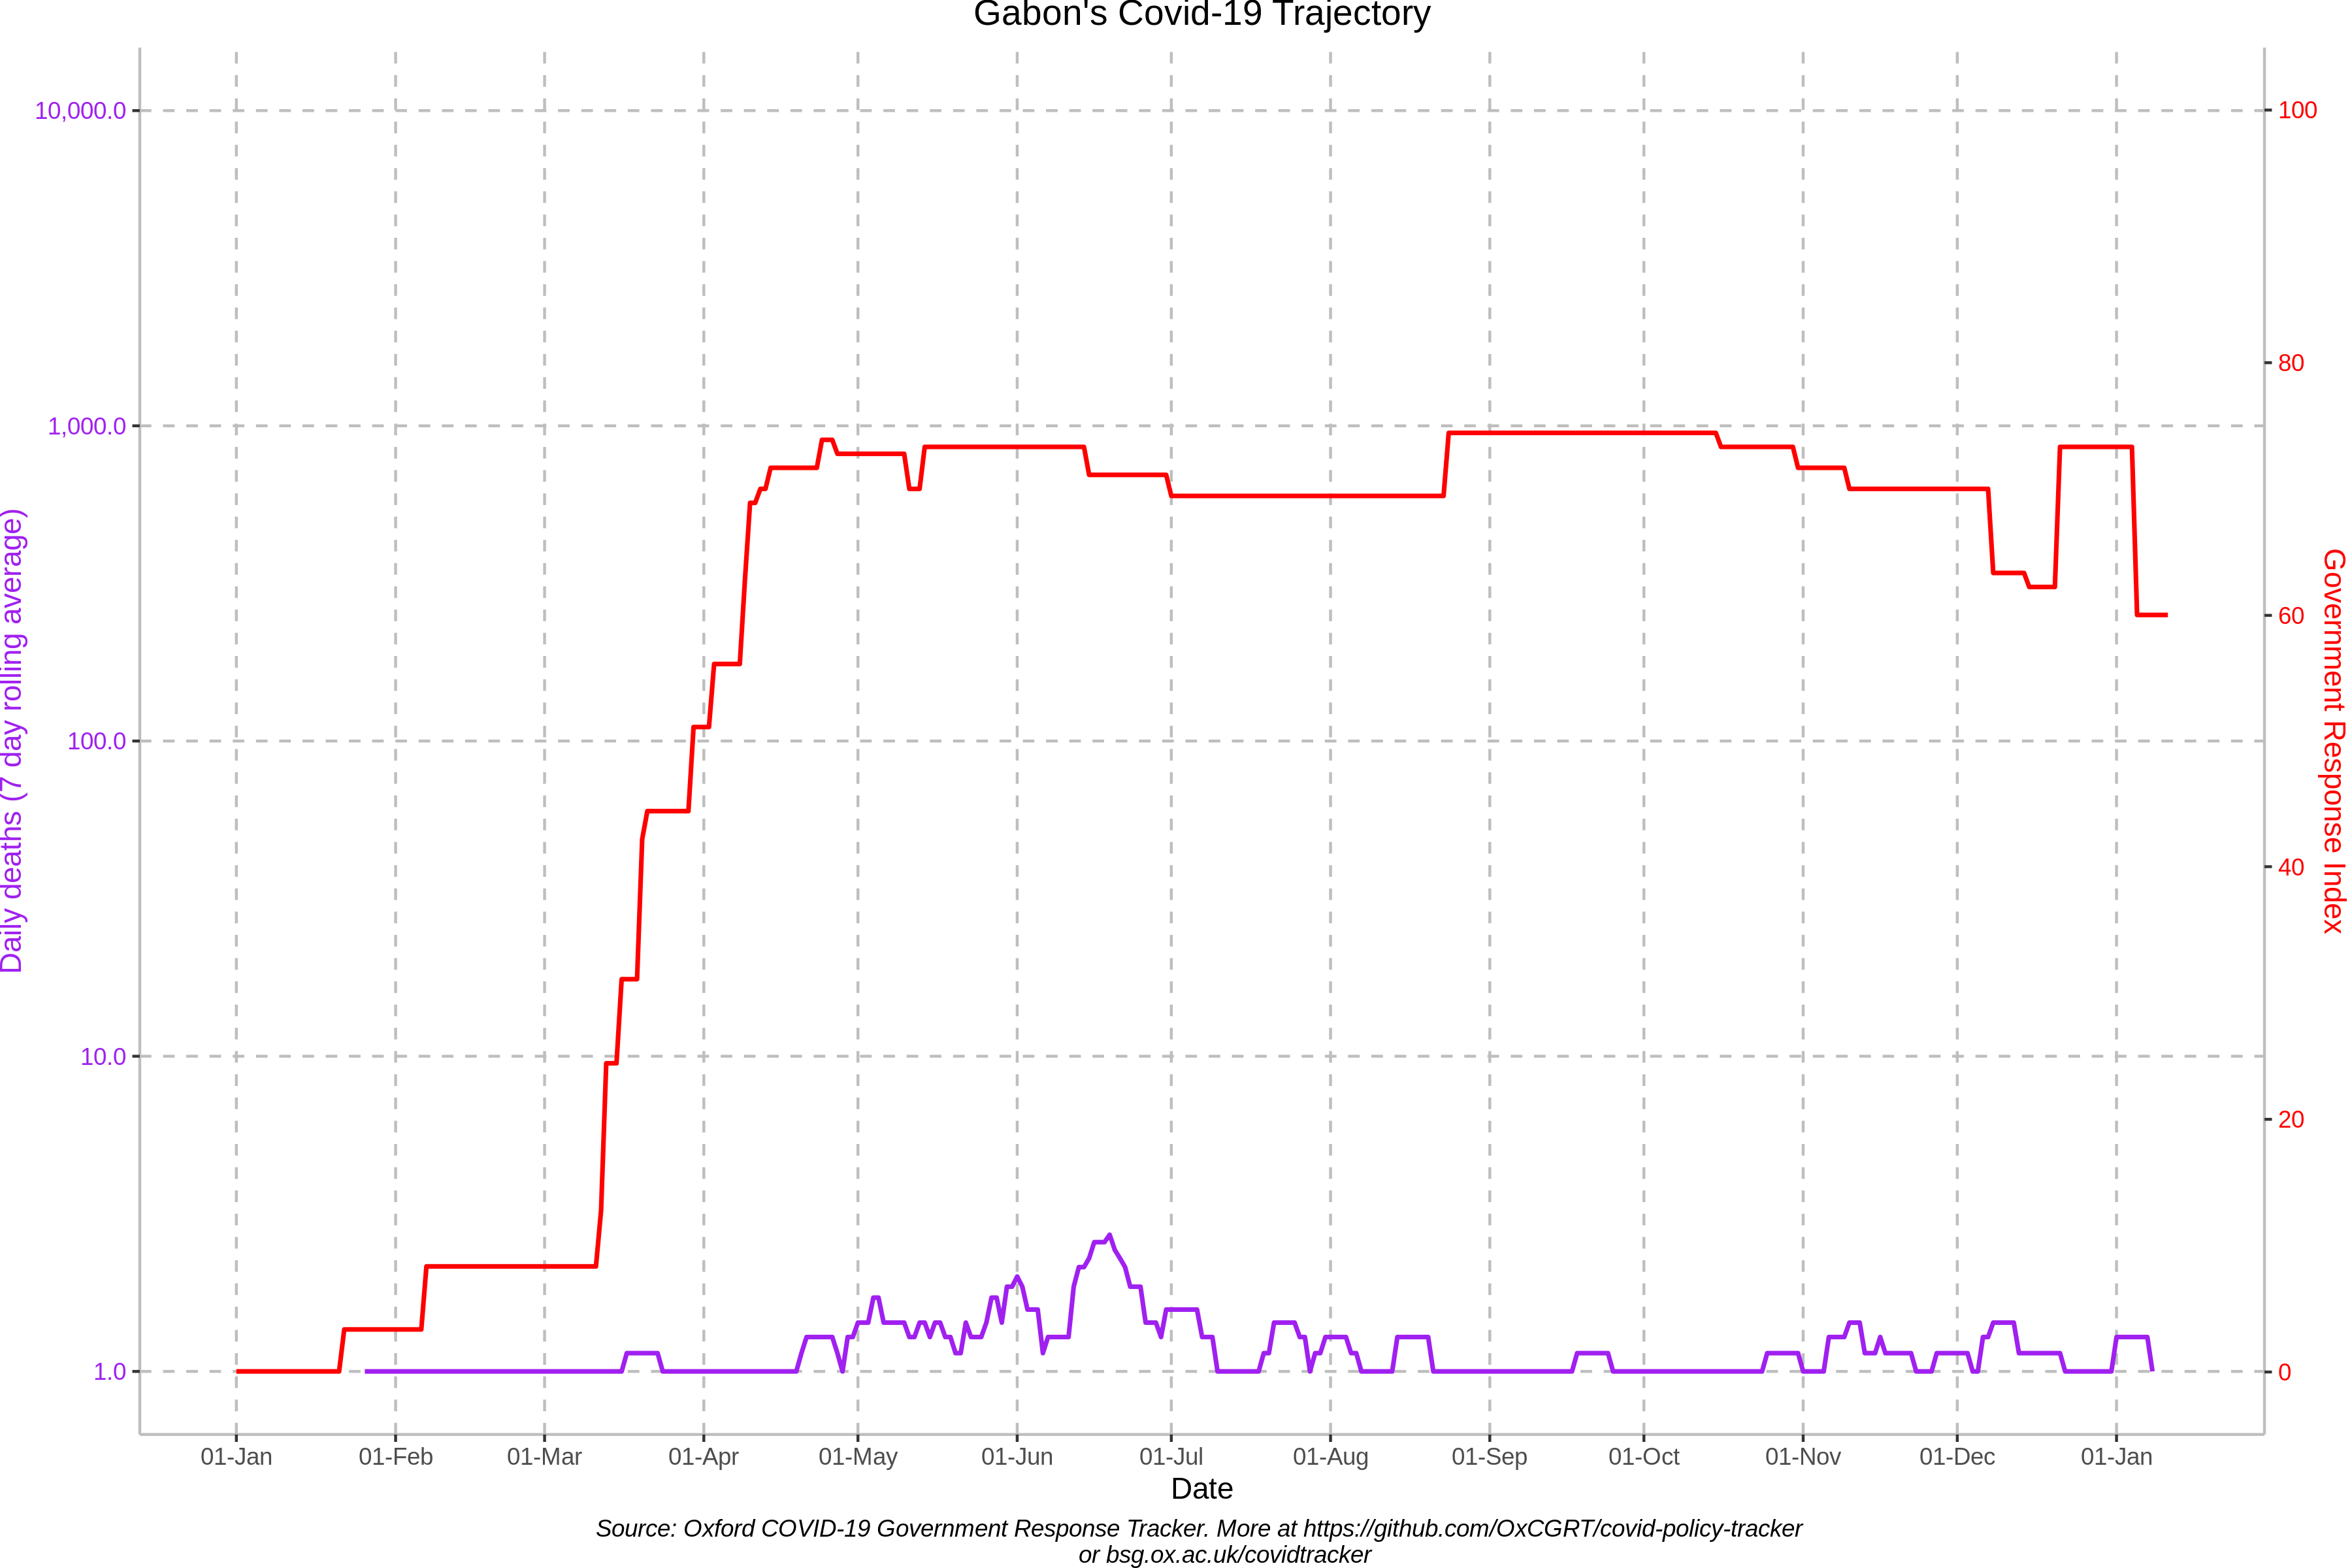 Gabon's Covid-19 Trajectory
10,000.0
1,000.0
100.0
10.0
1.0
Daily deaths (7 day rolling average)
100
80
60
40
20
0
Government Response Index
01-Jan 01-Feb 01-Mar 01-Apr 01-May 01-Jun 01-Jul 01-Aug 01-Sep 01-Oct 01-Nov 01-Dec 01-Jan
Date
Source: Oxford COVID-19 Government Response Tracker. More at https://github.com/OxCGRT/covid-policy-tracker
or bsg.ox.ac.uk/covidtracker